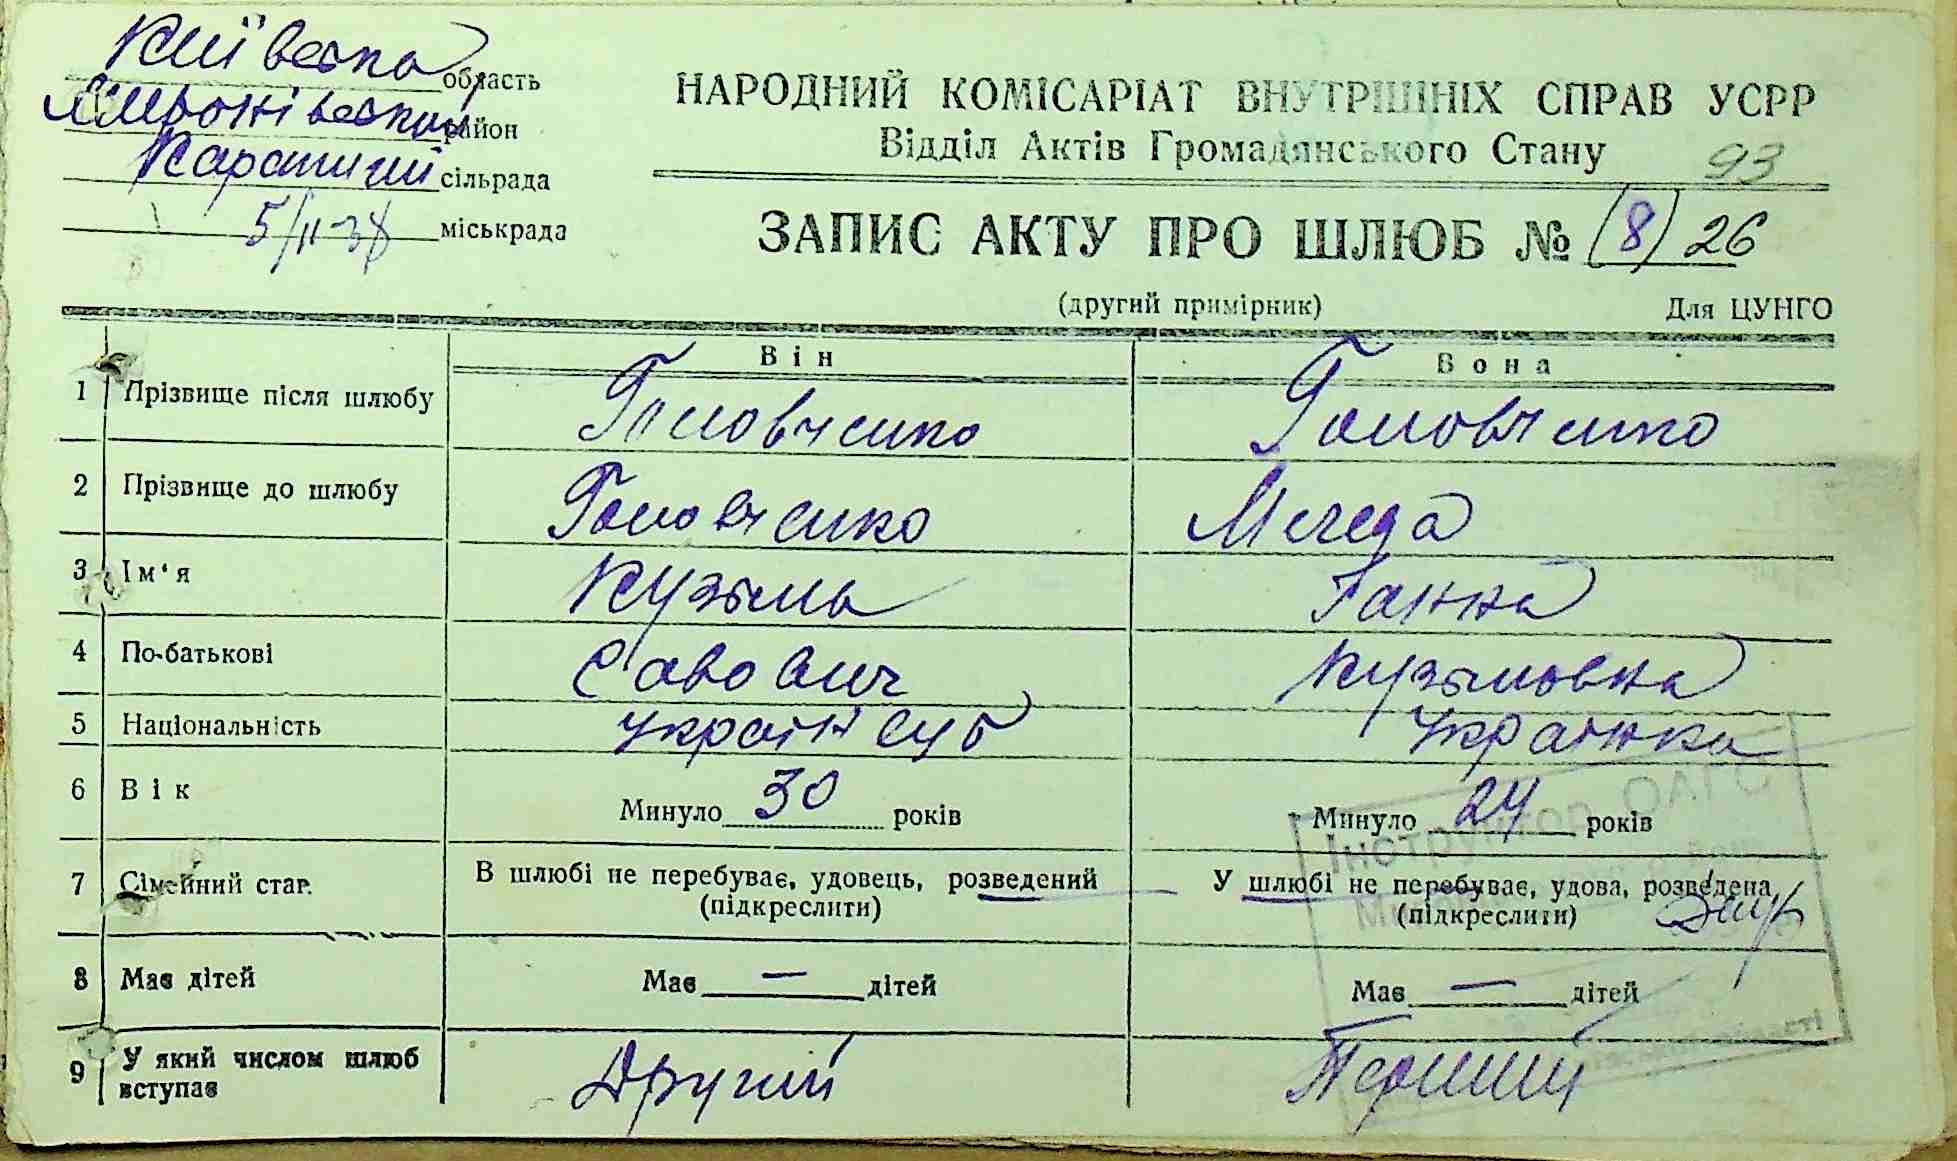 Київська область
Миронівський район
Карапиші сільрада
5/II-38 міськрада
НАРОДНИЙ КОМІСАРІАТ ВНУТРІШНІХ СПРАВ УСРР
Відділ Актів Громадянського Стану
93
ЗАПИС АКТУ ПРО ШЛЮБ № (8) 26
(другий примірник) Для ЦУНГО
Він Вона
1 Прізвище після шлюбу Головченко Головченко
2 Прізвище до шлюбу Головченко Мегеда
3 Ім'я Кузьма Ганна
4 По-батькові Савович Кузьмовна
5 Національність Українець Українка
6 Вік Минуло 30 років Минуло 24 років
7 Сімейний стан. В шлюбі не перебуває, удовець, розведений У шлюбі не перебуває, удова, розведена
(підкреслити) (підкреслити)
8 Має дітей Має — дітей Має — дітей
9 У який числом шлюб вступає Другий Перший
Інструктор ОАГС